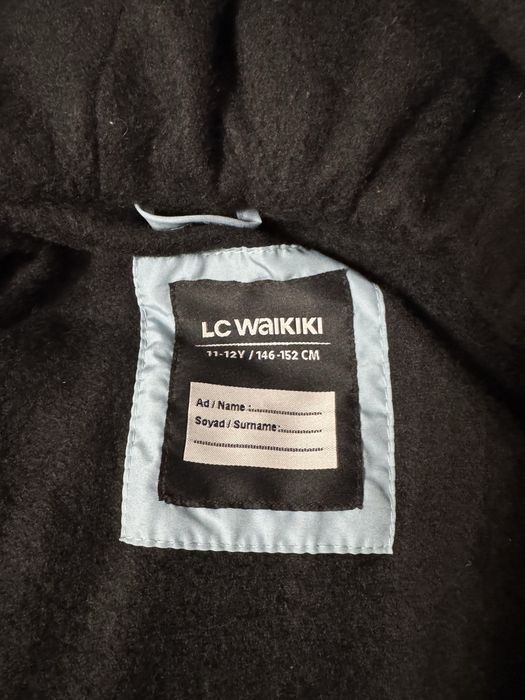 LC WAIKIKI
11-12Y / 146-152 CM
Ad / Name :
Soyad / Surname: